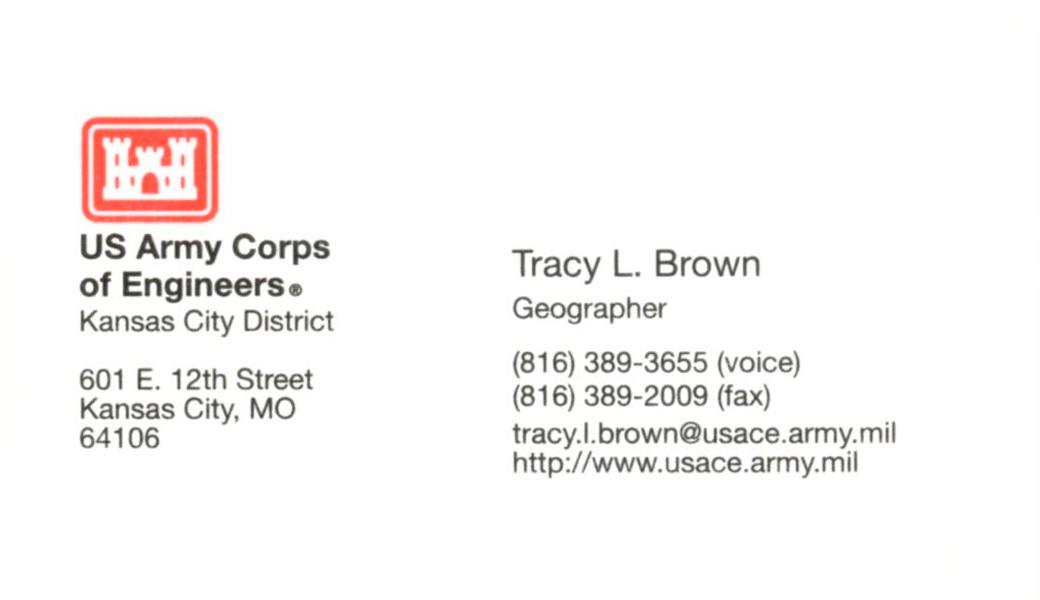 US Army Corps
of Engineers®
Kansas City District
601 E. 12th Street
Kansas City, MO
64106
Tracy L. Brown
Geographer
(816) 389-3655 (voice)
(816) 389-2009 (fax)
tracy.l.brown@usace.army.mil
http://www.usace.army.mil